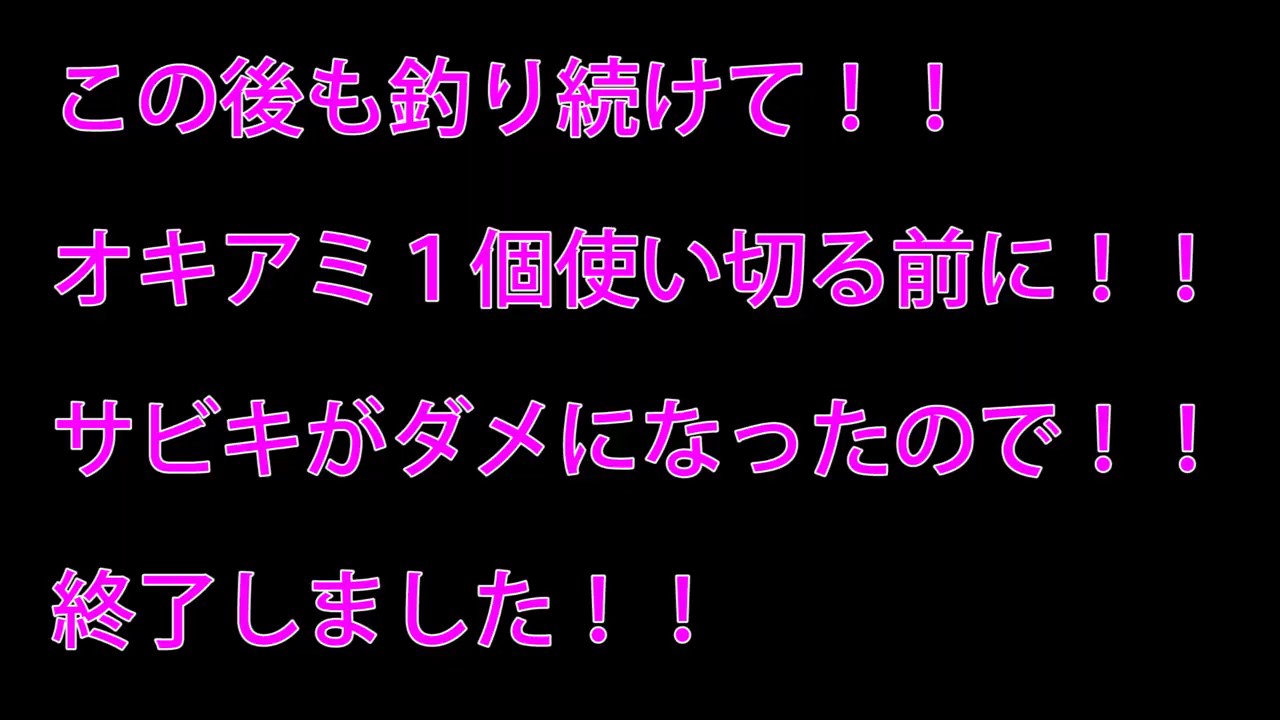 この後も釣り続けて！！
オキアミ１個使い切る前に！！
サビキがダメになったので！！
終了しました！！